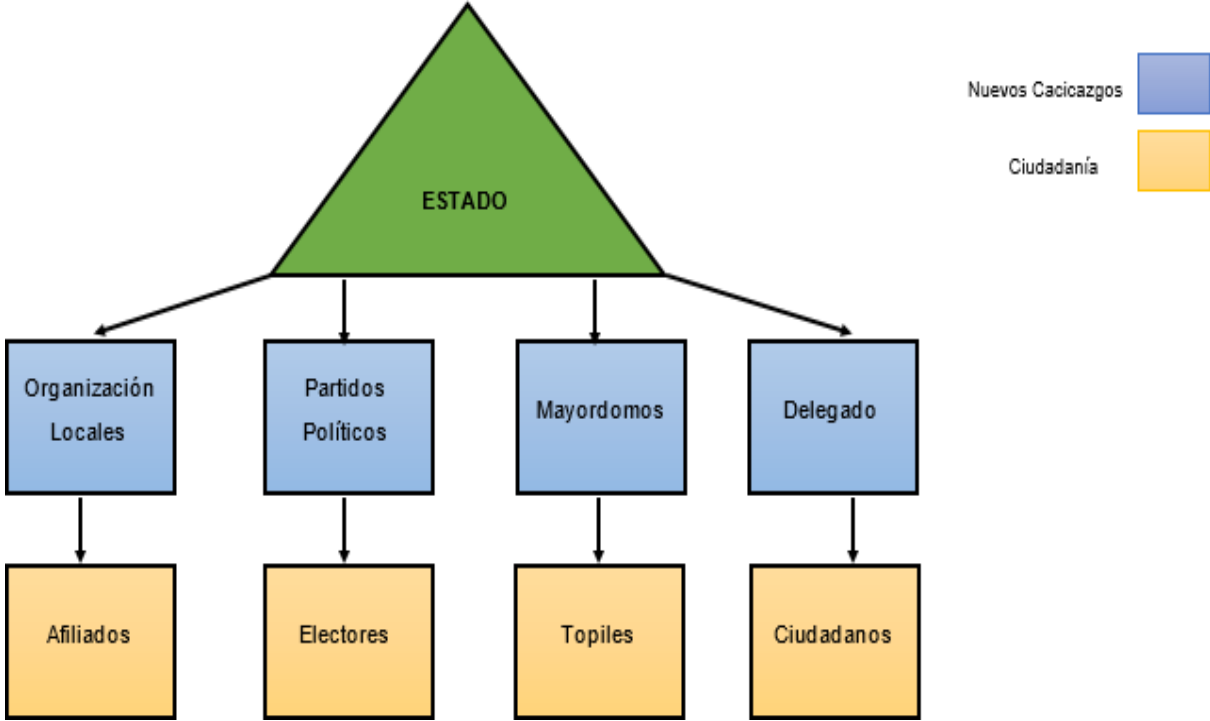 Nuevos Cacicazgos
Ciudadanía
ESTADO
Organización
Locales
Partidos
Políticos
Mayordomos
Delegado
Afiliados
Electores
Topiles
Ciudadanos